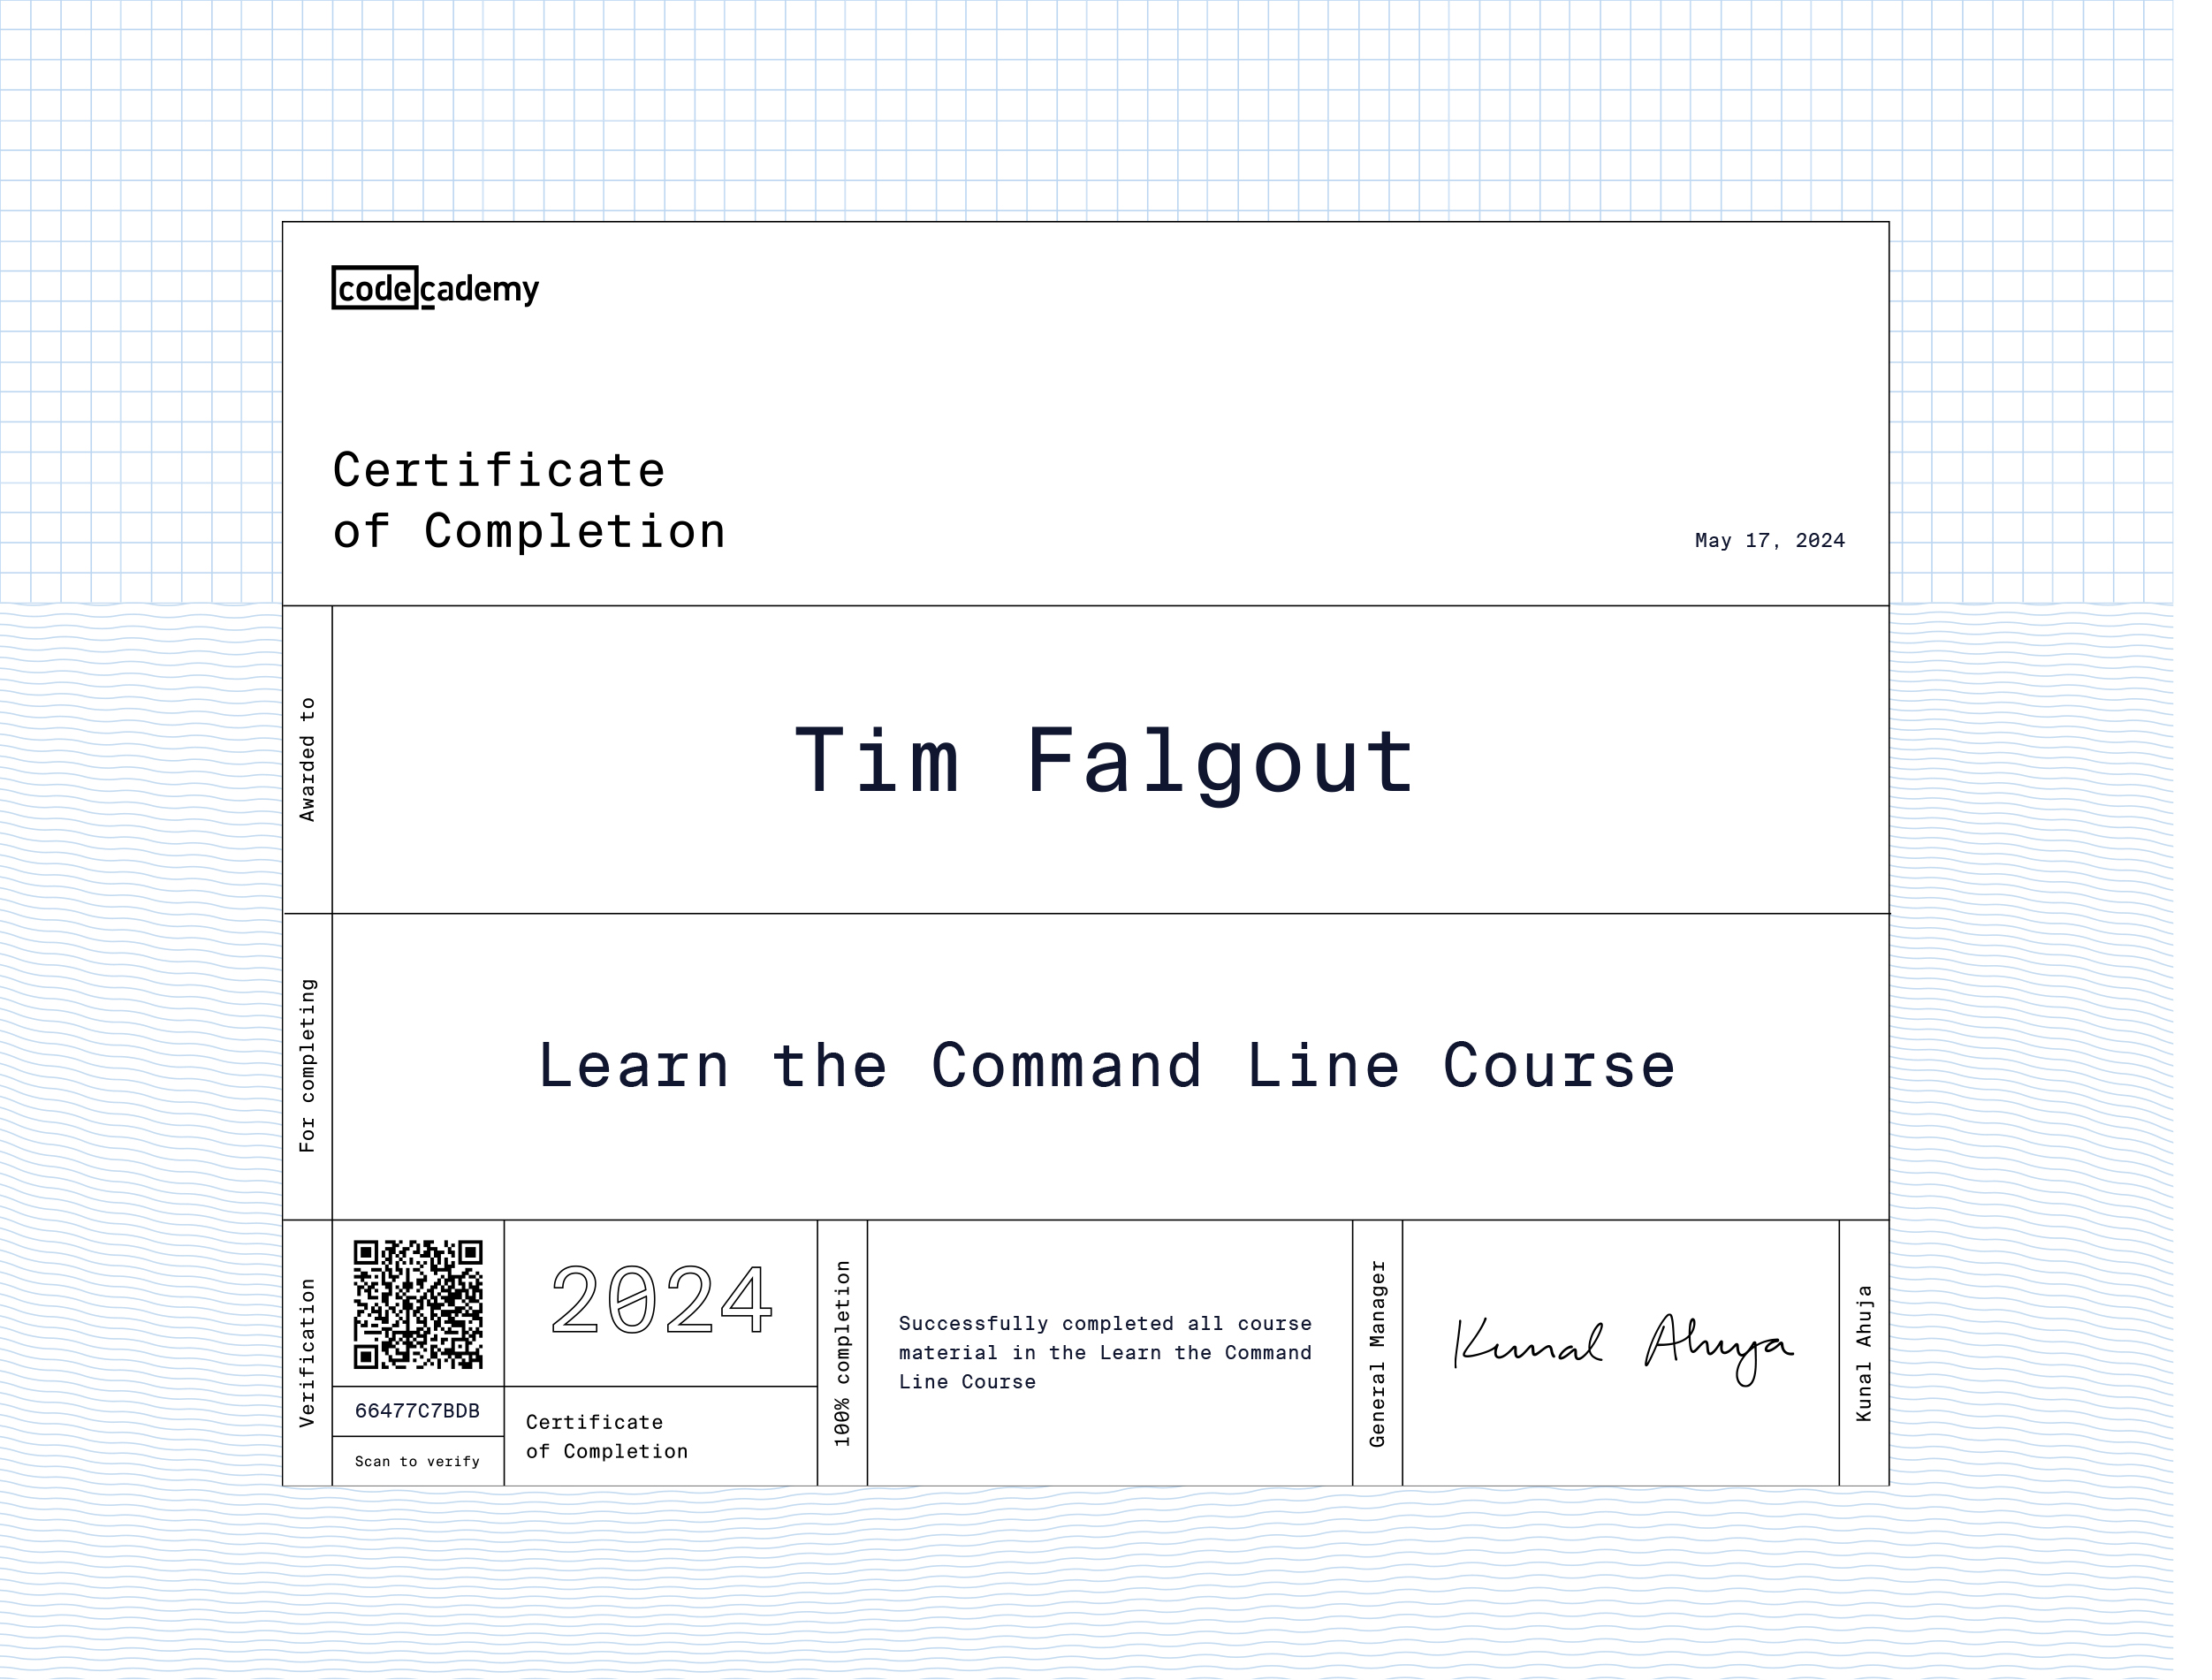 codecademy
Certificate
of Completion
May 17, 2024
Awarded to
Tim Falgout
For completing
Learn the Command Line Course
Verification
66477C7BDB
Scan to verify
2024
Certificate
of Completion
100% completion
Successfully completed all course
material in the Learn the Command
Line Course
General Manager
Kunal Ahuja
Kunal Ahuja